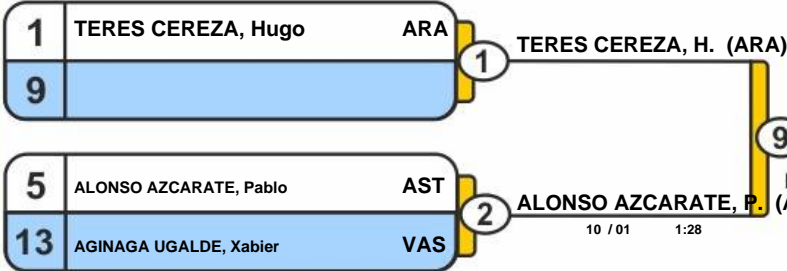 1 TERES CEREZA, Hugo ARA
9
1
TERES CEREZA, H. (ARA)
9
5 ALONSO AZCARATE, Pablo AST
13 AGINAGA UGALDE, Xabier VAS
2
ALONSO AZCARATE, P. (
10 / 01 1:28